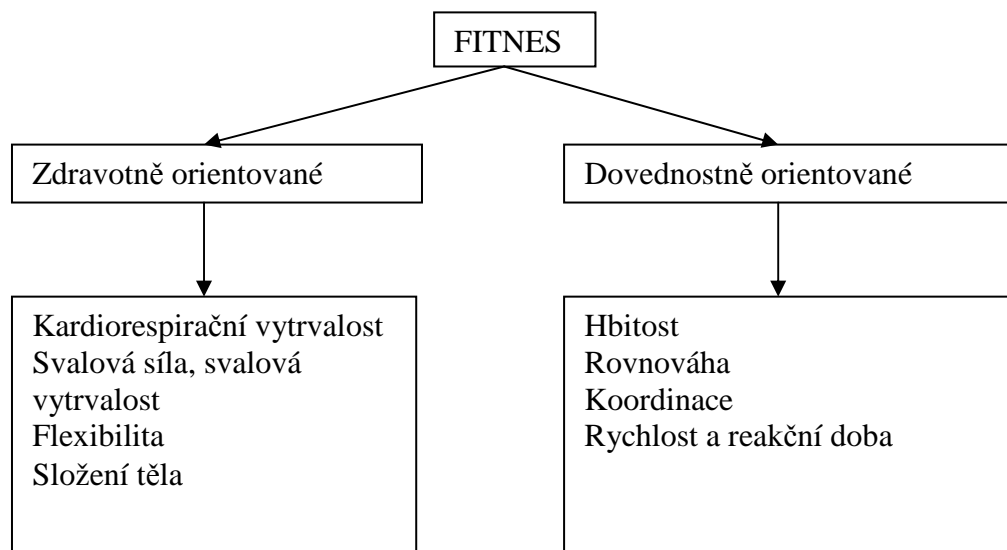 FITNES
Zdravotně orientované
Dovednostně orientované
Kardiorespirační vytrvalost
Svalová síla, svalová
vytrvalost
Flexibilita
Složení těla
Hbitost
Rovnováha
Koordinace
Rychlost a reakční doba